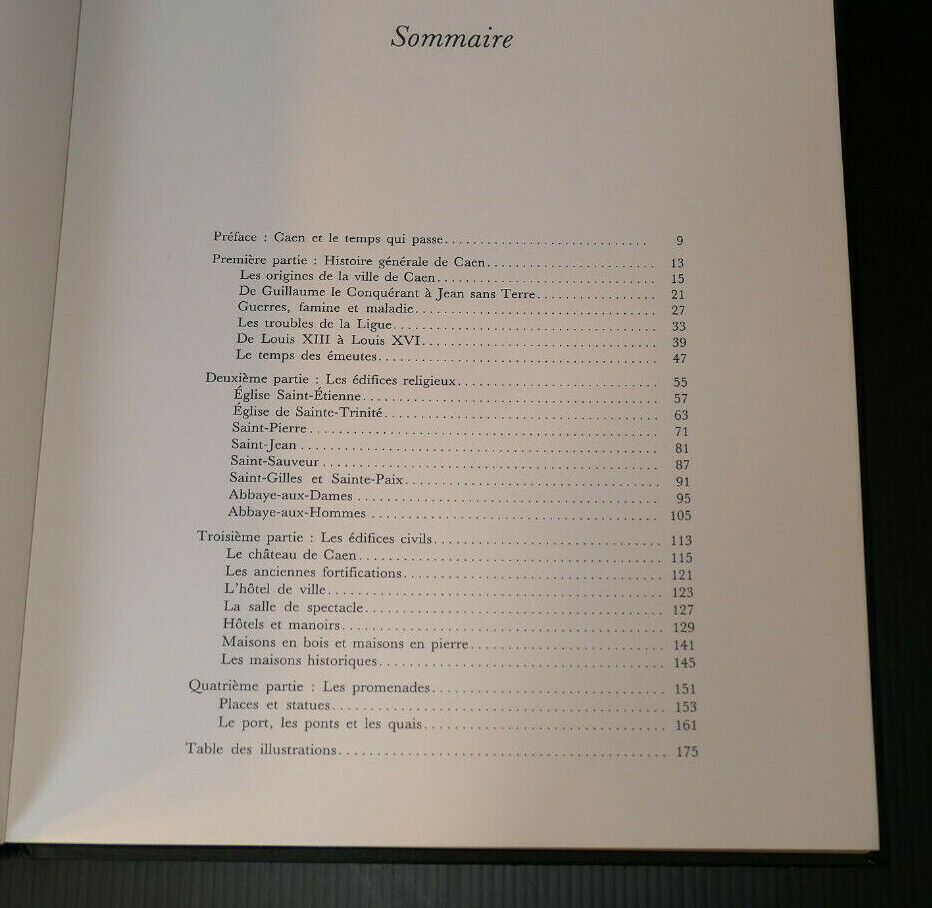 Sommaire
Préface : Caen et le temps qui passe.............................. 9
Première partie : Histoire générale de Caen......................... 13
Les origines de la ville de Caen................................. 15
De Guillaume le Conquérant à Jean sans Terre.................. 21
Guerres, famine et maladie.................................... 27
Les troubles de la Ligue....................................... 33
De Louis XIII à Louis XVI................................... 39
Le temps des émeutes......................................... 47
Deuxième partie : Les édifices religieux............................. 55
Église Saint-Étienne............................................ 57
Église de Sainte-Trinité......................................... 63
Saint-Pierre.................................................... 71
Saint-Jean..................................................... 81
Saint-Sauveur.................................................. 87
Saint-Gilles et Sainte-Paix...................................... 91
Abbaye-aux-Dames............................................. 95
Abbaye-aux-Hommes........................................... 105
Troisième partie : Les édifices civils................................. 113
Le château de Caen............................................ 115
Les anciennes fortifications..................................... 121
L'hôtel de ville................................................ 123
La salle de spectacle........................................... 127
Hôtels et manoirs.............................................. 129
Maisons en bois et maisons en pierre........................... 141
Les maisons historiques......................................... 145
Quatrième partie : Les promenades.................................. 151
Places et statues................................................ 153
Le port, les ponts et les quais................................... 161
Table des illustrations............................................... 175